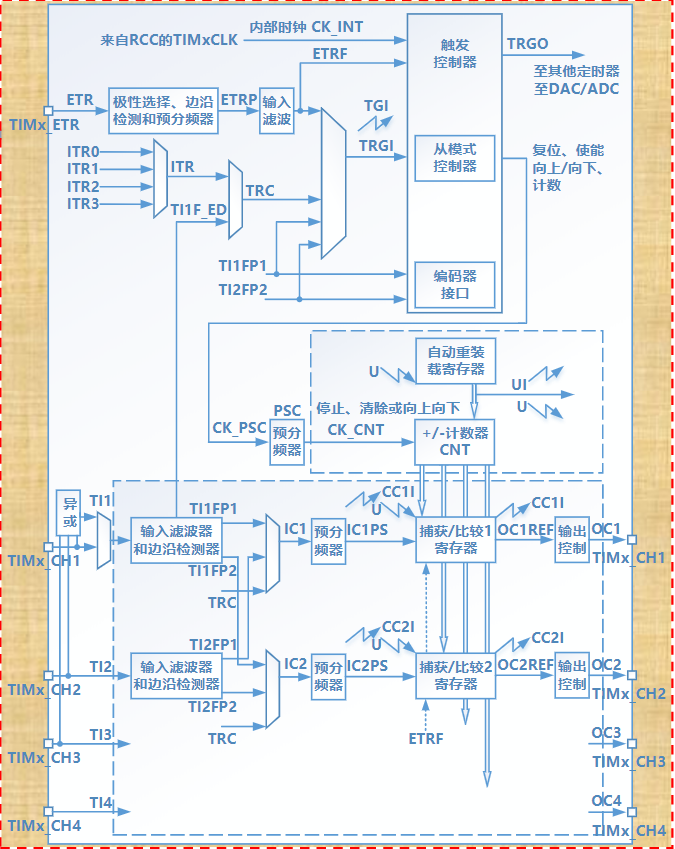 内部时钟 CK_INT
来自RCC的TIMxCLK
ETRF
触发
控制器
TRGO
至其他定时器
至DAC/ADC
ETR
TIMx_ETR
极性选择、边沿
检测和预分频器
ETRP
输入
滤波
TGI
TRGI
从模式
控制器
复位、使能
向上/向下、
计数
ITR0
ITR1
ITR2
ITR3
ITR
TI1F_ED
TRC
TI1FP1
TI2FP2
编码器
接口
自动重装
载寄存器
U
UI
U
停止、清除或向上向下
PSC
CK_PSC
预分
频器
CK_CNT
+/-计数器
CNT
异
或
TI1
TIMx_CH1
输入滤波器
和边沿检测器
TI1FP1
TI1FP2
TRC
IC1
预分
频器
IC1PS
CC1I
U
捕获/比较1
寄存器
CC1I
OC1REF
输出
控制
OC1
TIMx_CH1
TI2
TIMx_CH2
输入滤波器
和边沿检测器
TI2FP1
TI2FP2
TRC
IC2
预分
频器
IC2PS
CC2I
U
捕获/比较2
寄存器
CC2I
OC2REF
输出
控制
OC2
TIMx_CH2
ETRF
TI3
TIMx_CH3
OC3
TIMx_CH3
TI4
TIMx_CH4
OC4
TIMx_CH4